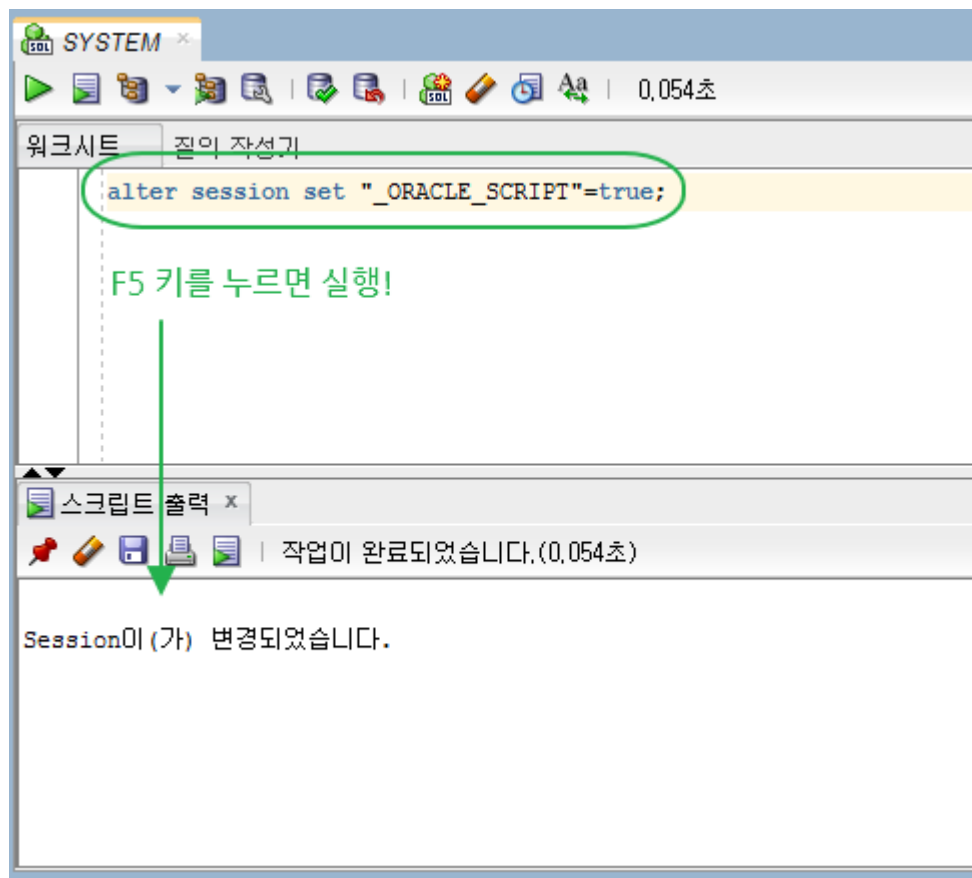 SYSTEM
0,054초
워크시트 질의 작성기
alter session set "_ORACLE_SCRIPT"=true;
F5 키를 누르면 실행!
스크립트 출력
작업이 완료되었습니다.(0,054초)
Session이(가) 변경되었습니다.